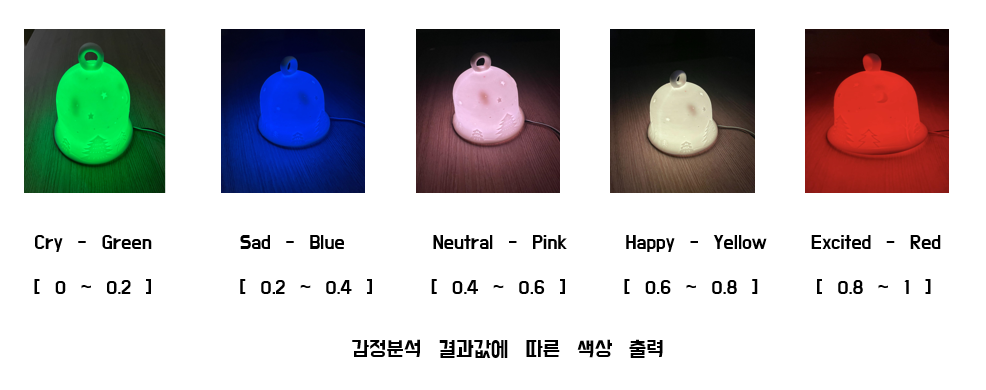 Cry - Green
Sad - Blue
Neutral - Pink
Happy - Yellow
Excited - Red
[ 0 ~ 0.2 ]
[ 0.2 ~ 0.4 ]
[ 0.4 ~ 0.6 ]
[ 0.6 ~ 0.8 ]
[ 0.8 ~ 1 ]
감정분석 결과값에 따른 색상 출력